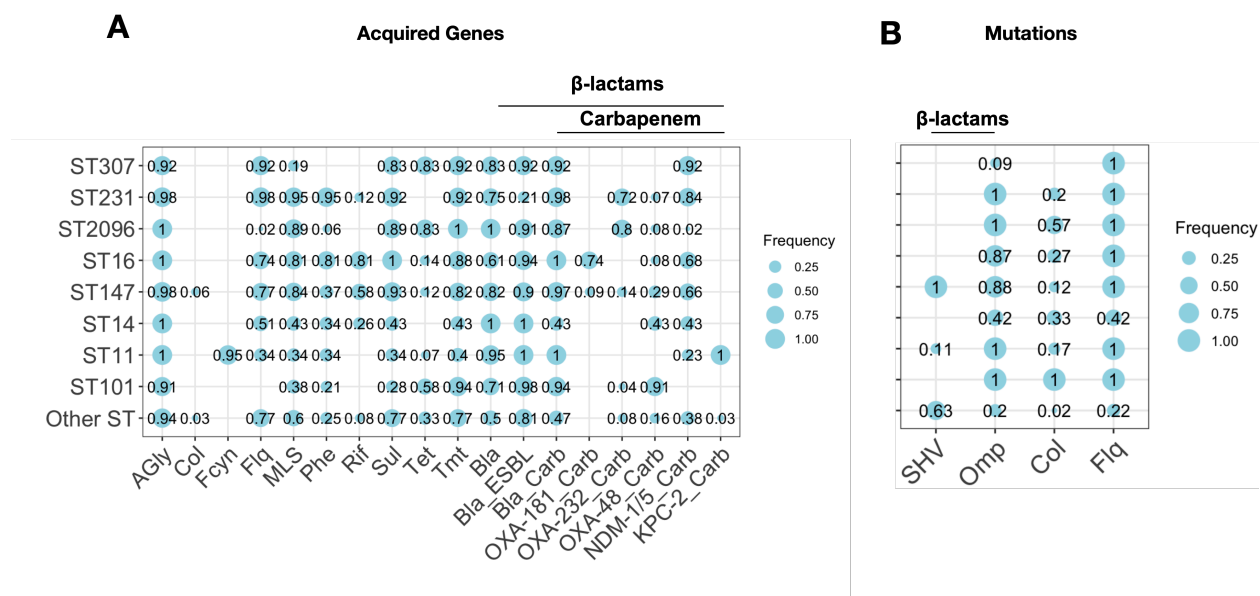 A
Acquired Genes
β-lactams
Carbapenem
ST307 0.92 0.92 0.19 0.83 0.83 0.92 0.83 0.92 0.92 0.92
ST231 0.98 0.98 0.95 0.95 0.12 0.92 0.92 0.75 0.21 0.98 0.72 0.07 0.84
ST2096 1 0.02 0.89 0.06 0.89 0.83 1 1 0.91 0.87 0.8 0.08 0.02
ST16 1 0.74 0.81 0.81 0.81 1 0.14 0.88 0.61 0.94 1 0.74 0.08 0.68
ST147 0.98 0.06 0.77 0.84 0.37 0.58 0.93 0.12 0.82 0.82 0.9 0.97 0.09 0.14 0.29 0.66
ST14 1 0.51 0.43 0.34 0.26 0.43 0.43 1 1 0.43 0.43 0.43
ST11 1 0.95 0.34 0.34 0.34 0.34 0.07 0.4 0.95 1 1 0.23 1
ST101 0.91 0.38 0.21 0.28 0.58 0.94 0.71 0.98 0.94 0.04 0.91
Other ST 0.94 0.03 0.77 0.6 0.25 0.08 0.77 0.33 0.77 0.5 0.81 0.47 0.08 0.16 0.38 0.03
AGly Col Fcyn Flq MLS Phe Rif Sul Tet Tmt Bla Bla_ESBL Bla_Carb OXA-181_Carb OXA-232_Carb OXA-48_Carb NDM-1/5_Carb KPC-2_Carb
Frequency
0.25
0.50
0.75
1.00
B
Mutations
β-lactams
0.09 1
1 0.2 1
1 0.57 1
0.87 0.27 1
1 0.88 0.12 1
0.42 0.33 0.42
0.11 1 0.17 1
1 1 1
0.63 0.2 0.02 0.22
SHV Omp Col Flq
Frequency
0.25
0.50
0.75
1.00